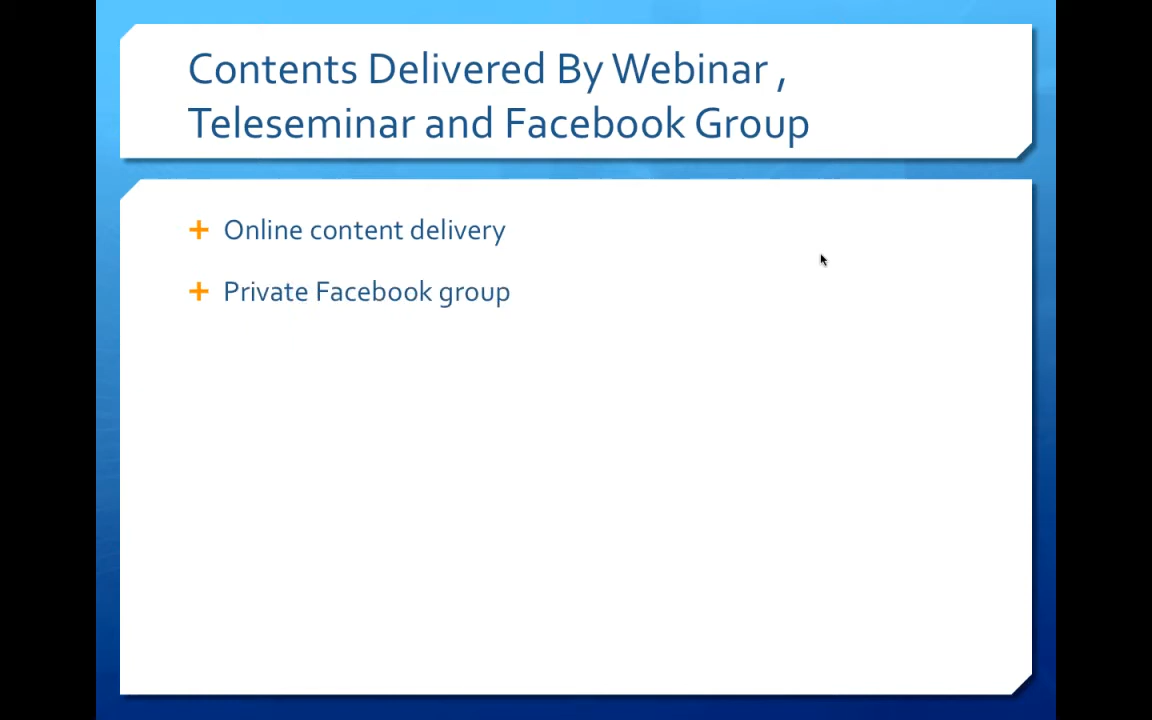 Contents Delivered By Webinar ,
Teleseminar and Facebook Group
Online content delivery
Private Facebook group